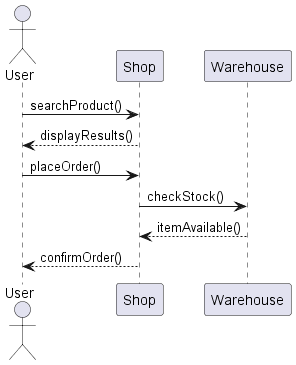 User
Shop
Warehouse
searchProduct()
displayResults()
placeOrder()
checkStock()
itemAvailable()
confirmOrder()
User
Shop
Warehouse